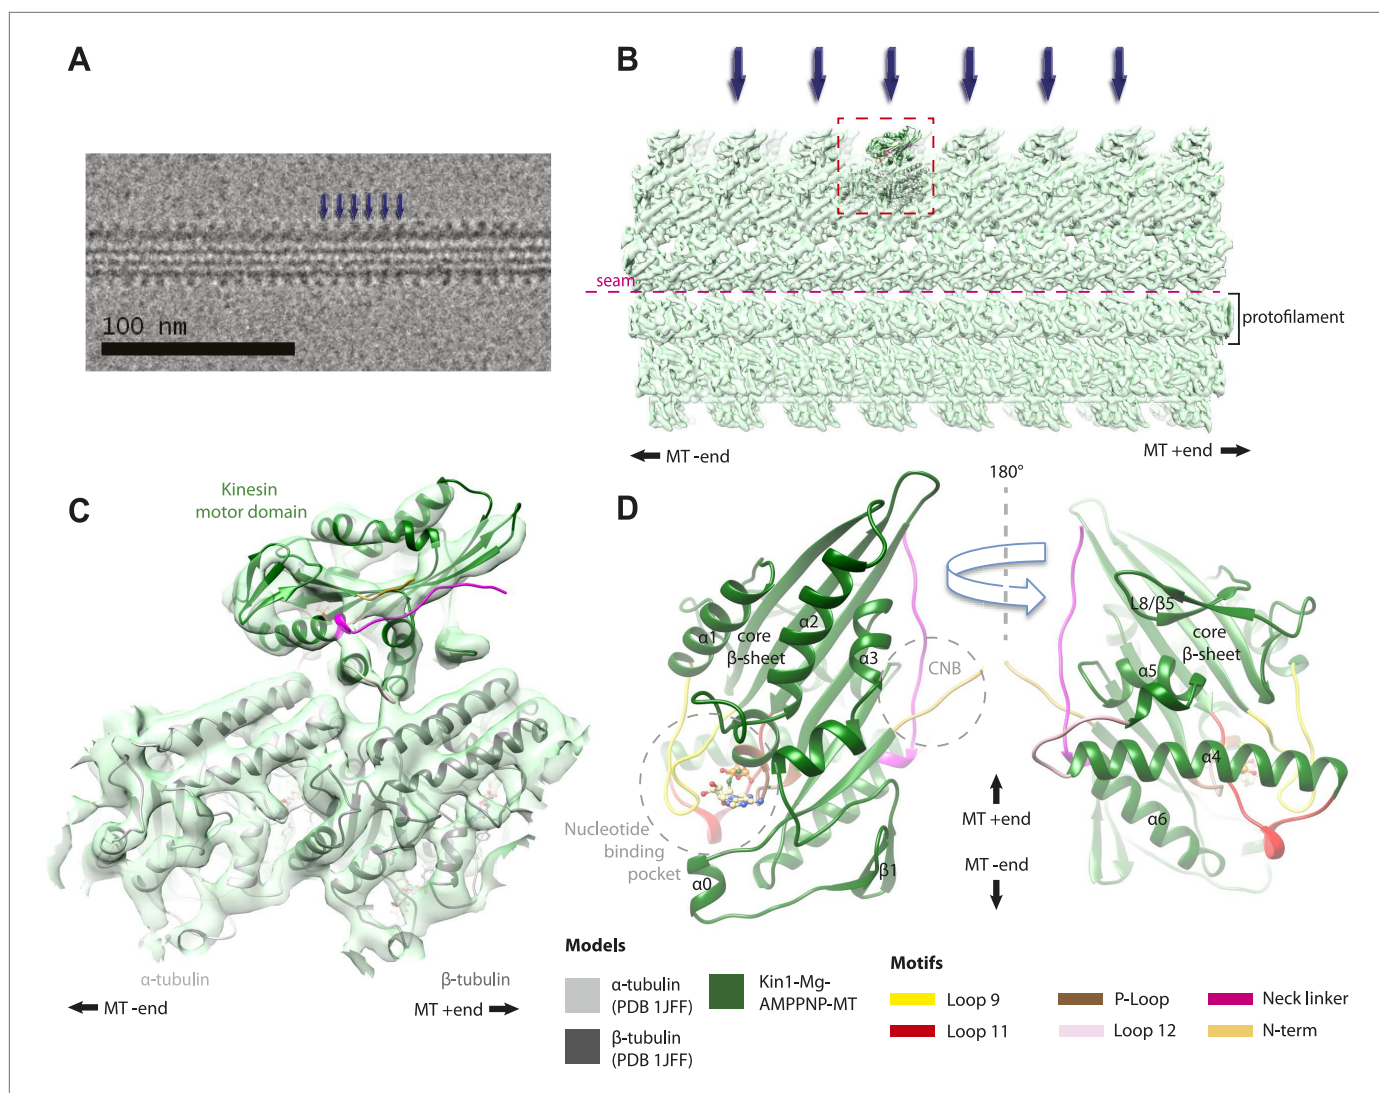 A
100 nm
B
seam
protofilament
MT -end
MT +end
C
Kinesin
motor domain
α-tubulin
β-tubulin
MT -end
MT +end
D
180°
α1
core
β-sheet
α2
α3
CNB
Nucleotide
binding
pocket
α0
β1
L8/β5
core
β-sheet
α5
α4
α6
MT +end
MT -end
Models
α-tubulin
(PDB 1JFF)
β-tubulin
(PDB 1JFF)
Kin1-Mg-
AMPPNP-MT
Motifs
Loop 9
Loop 11
P-Loop
Loop 12
Neck linker
N-term